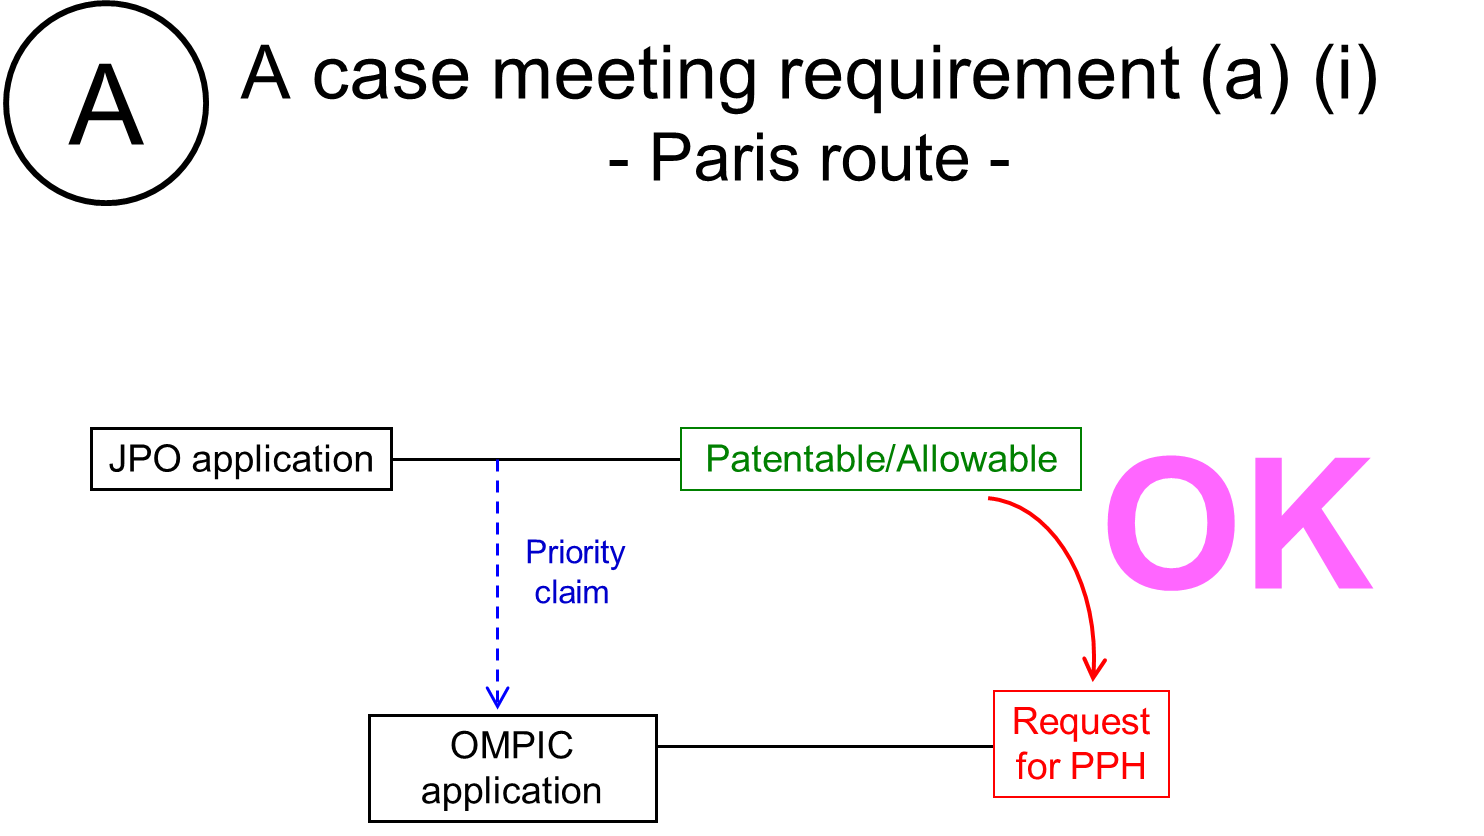 A
A case meeting requirement (a) (i)
- Paris route -
JPO application
Patentable/Allowable
OK
Priority
claim
OMPIC
application
Request
for PPH